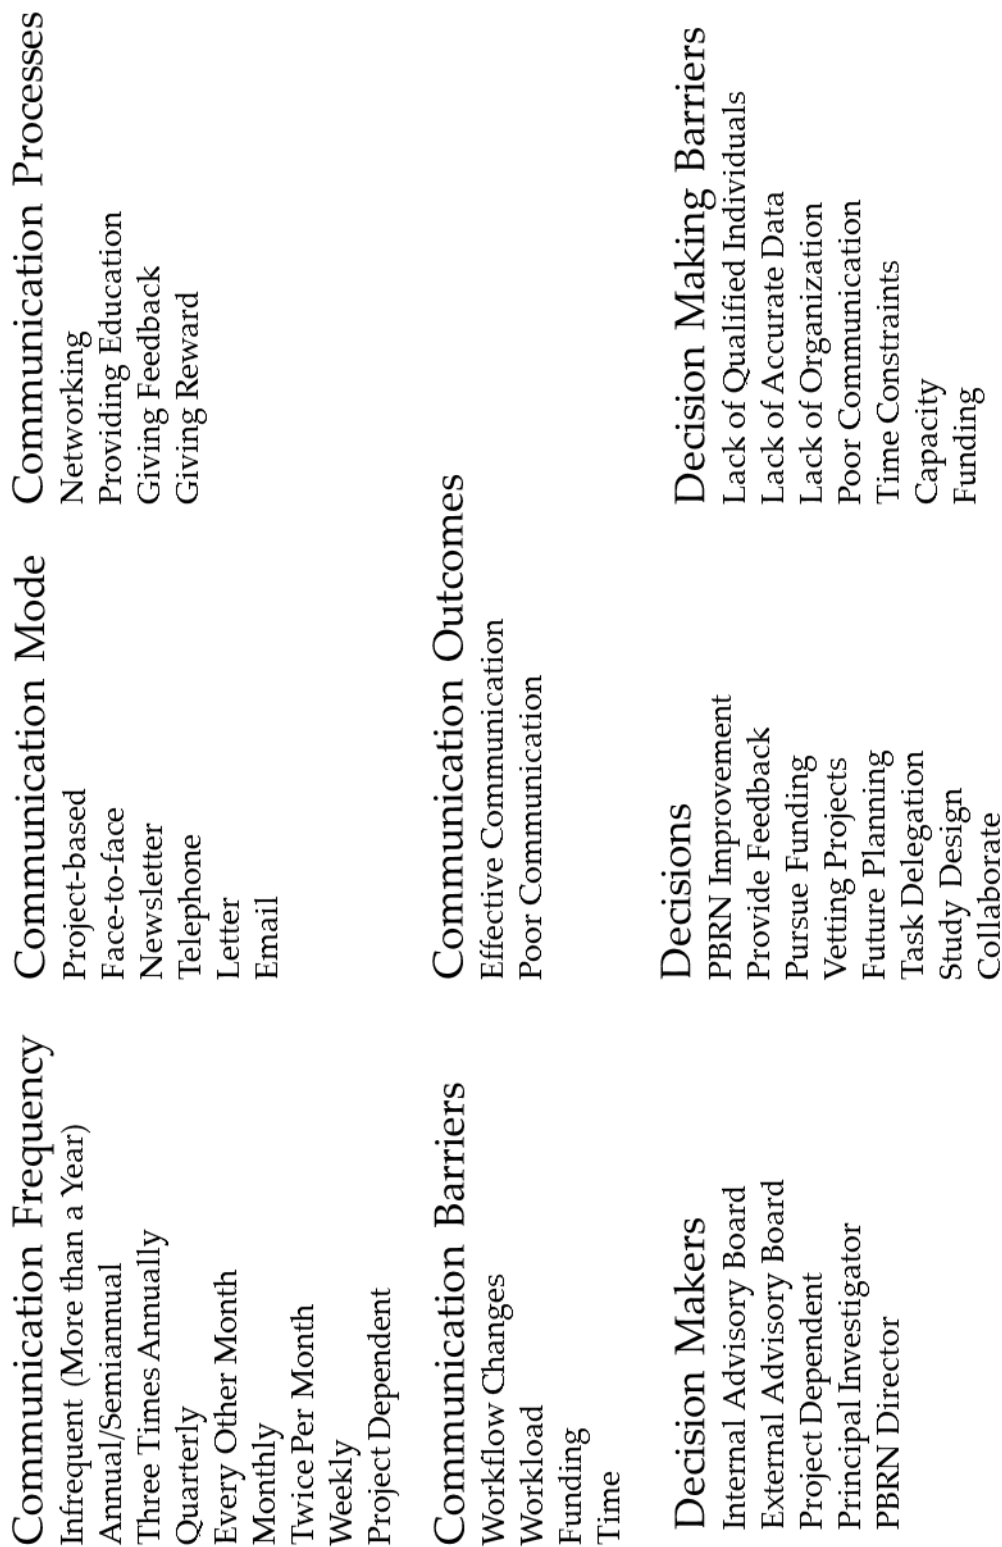 Communication Frequency
Infrequent (More than a Year)
Annual/Semiannual
Three Times Annually
Quarterly
Every Other Month
Monthly
Twice Per Month
Weekly
Project Dependent
Communication Mode
Project-based
Face-to-face
Newsletter
Telephone
Letter
Email
Communication Processes
Networking
Providing Education
Giving Feedback
Giving Reward
Communication Barriers
Workflow Changes
Workload
Funding
Time
Communication Outcomes
Effective Communication
Poor Communication
Decision Makers
Internal Advisory Board
External Advisory Board
Project Dependent
Principal Investigator
PBRN Director
Decisions
PBRN Improvement
Provide Feedback
Pursue Funding
Vetting Projects
Future Planning
Task Delegation
Study Design
Collaborate
Decision Making Barriers
Lack of Qualified Individuals
Lack of Accurate Data
Lack of Organization
Poor Communication
Time Constraints
Capacity
Funding